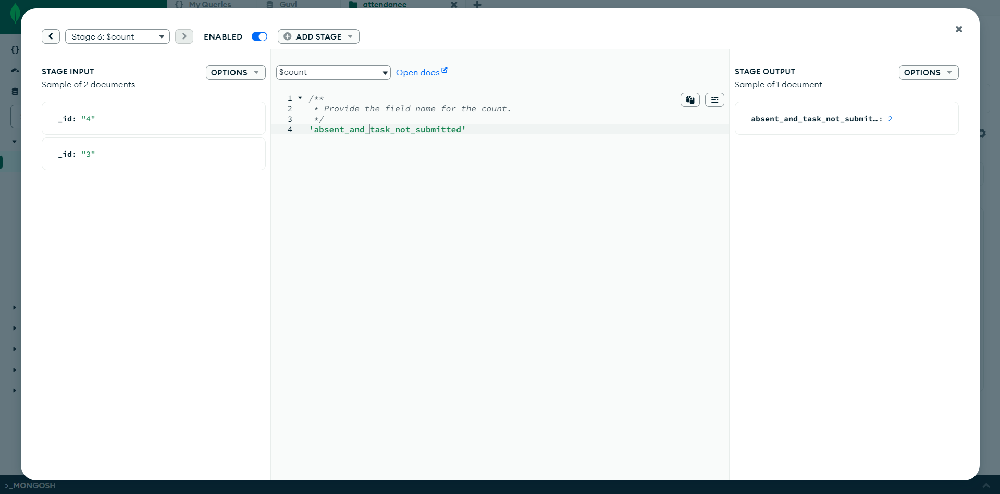 {} My Queries
Guvi
attendance
Stage 6: $count
ENABLED
ADD STAGE
{}
STAGE INPUT
OPTIONS
Sample of 2 documents
_id: "4"
_id: "3"
$count
Open docs
1 /**
2 * Provide the field name for the count.
3 */
4 'absent_and_task_not_submitted'
STAGE OUTPUT
OPTIONS
Sample of 1 document
absent_and_task_not_submit…: 2
>_MONGOSH